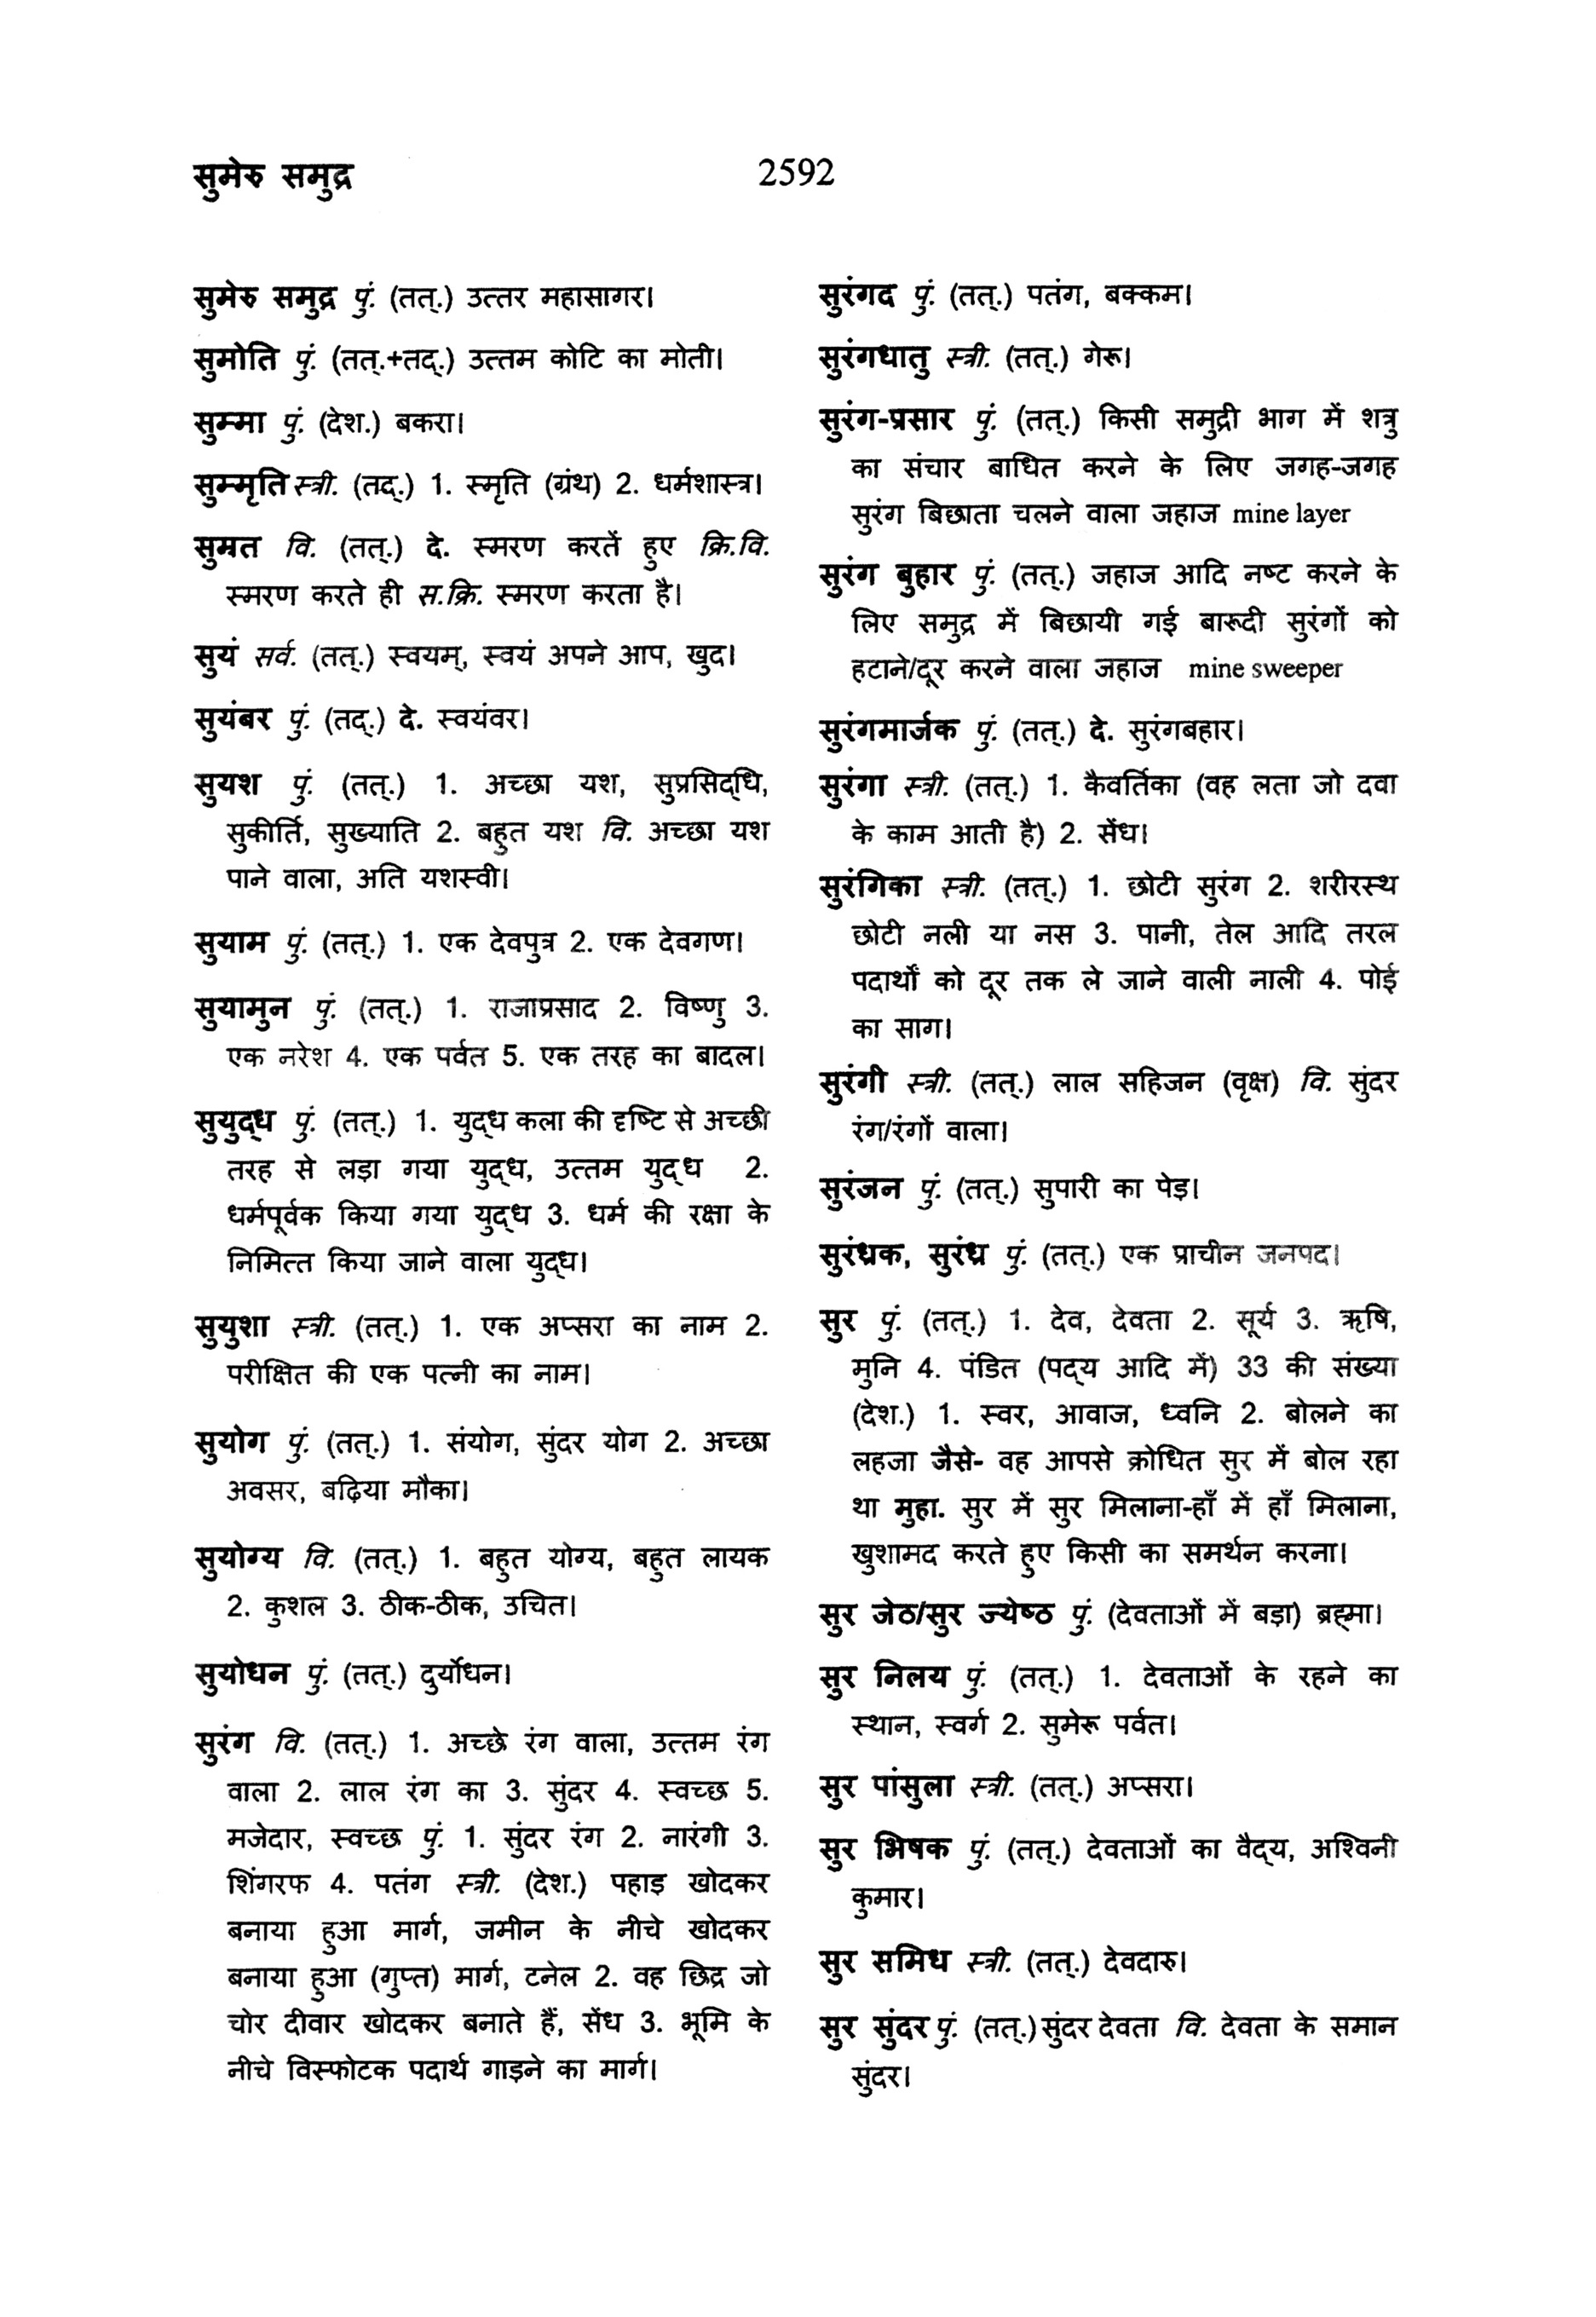 सुमेरु समुद्र
2592
सुमेरु समुद्र पुं. (तत्.) उत्तर महासागर।
सुमोति पुं. (तत्.+तद्.) उत्तम कोटि का मोती।
सुम्मा पुं. (देश.) बकरा।
सुम्मृति स्त्री. (तद्.) 1. स्मृति (ग्रंथ) 2. धर्मशास्त्र।
सुम्रत वि. (तत्.) दे. स्मरण करतें हुए क्रि.वि.
स्मरण करते ही स.क्रि. स्मरण करता है।
सुयं सर्व. (तत्.) स्वयम्, स्वयं अपने आप, खुद।
सुयंबर पुं. (तद्.) दे. स्वयंवर।
सुयश पुं. (तत्.) 1. अच्छा यश, सुप्रसिद्धि,
सुकीर्ति, सुख्याति 2. बहुत यश वि. अच्छा यश
पाने वाला, अति यशस्वी।
सुयाम पुं. (तत्.) 1. एक देवपुत्र 2. एक देवगण।
सुयामुन पुं. (तत्.) 1. राजाप्रसाद 2. विष्णु 3.
एक नरेश 4. एक पर्वत 5. एक तरह का बादल।
सुयुद्ध पुं. (तत्.) 1. युद्ध कला की दृष्टि से अच्छी
तरह से लड़ा गया युद्ध, उत्तम युद्ध 2.
धर्मपूर्वक किया गया युद्ध 3. धर्म की रक्षा के
निमित्त किया जाने वाला युद्ध।
सुयुशा स्त्री. (तत्.) 1. एक अप्सरा का नाम 2.
परीक्षित की एक पत्नी का नाम।
सुयोग पुं. (तत्.) 1. संयोग, सुंदर योग 2. अच्छा
अवसर, बढ़िया मौका।
सुयोग्य वि. (तत्.) 1. बहुत योग्य, बहुत लायक
2. कुशल 3. ठीक-ठीक, उचित।
सुयोधन पुं. (तत्.) दुर्योधन।
सुरंग वि. (तत्.) 1. अच्छे रंग वाला, उत्तम रंग
वाला 2. लाल रंग का 3. सुंदर 4. स्वच्छ 5.
मजेदार, स्वच्छ पुं. 1. सुंदर रंग 2. नारंगी 3.
शिंगरफ 4. पतंग स्त्री. (देश.) पहाड़ खोदकर
बनाया हुआ मार्ग, जमीन के नीचे खोदकर
बनाया हुआ (गुप्त) मार्ग, टनेल 2. वह छिद्र जो
चोर दीवार खोदकर बनाते हैं, सेंध 3. भूमि के
नीचे विस्फोटक पदार्थ गाड़ने का मार्ग।
सुरंगद पुं. (तत्.) पतंग, बक्कम।
सुरंगधातु स्त्री. (तत्.) गेरू।
सुरंग-प्रसार पुं. (तत्.) किसी समुद्री भाग में शत्रु
का संचार बाधित करने के लिए जगह-जगह
सुरंग बिछाता चलने वाला जहाज mine layer
सुरंग बुहार पुं. (तत्.) जहाज आदि नष्ट करने के
लिए समुद्र में बिछायी गई बारूदी सुरंगों को
हटाने/दूर करने वाला जहाज mine sweeper
सुरंगमार्जक पुं. (तत्.) दे. सुरंगबहार।
सुरंगा स्त्री. (तत्.) 1. कैवर्तिका (वह लता जो दवा
के काम आती है) 2. सेंध।
सुरंगिका स्त्री. (तत्.) 1. छोटी सुरंग 2. शरीरस्थ
छोटी नली या नस 3. पानी, तेल आदि तरल
पदार्थों को दूर तक ले जाने वाली नाली 4. पोई
का साग।
सुरंगी स्त्री. (तत्.) लाल सहिजन (वृक्ष) वि. सुंदर
रंग/रंगों वाला।
सुरंजन पुं. (तत्.) सुपारी का पेड़।
सुरंध्रक, सुरंध्र पुं. (तत्.) एक प्राचीन जनपद।
सुर पुं. (तत्.) 1. देव, देवता 2. सूर्य 3. ऋषि,
मुनि 4. पंडित (पद्य आदि में) 33 की संख्या
(देश.) 1. स्वर, आवाज, ध्वनि 2. बोलने का
लहजा जैसे- वह आपसे क्रोधित सुर में बोल रहा
था मुहा. सुर में सुर मिलाना-हाँ में हाँ मिलाना,
खुशामद करते हुए किसी का समर्थन करना।
सुर जेठ/सुर ज्येष्ठ पुं. (देवताओं में बड़ा) ब्रह्मा।
सुर निलय पुं. (तत्.) 1. देवताओं के रहने का
स्थान, स्वर्ग 2. सुमेरू पर्वत।
सुर पांसुला स्त्री. (तत्.) अप्सरा।
सुर भिषक पुं. (तत्.) देवताओं का वैद्य, अश्विनी
कुमार।
सुर समिध स्त्री. (तत्.) देवदारु।
सुर सुंदर पुं. (तत्.) सुंदर देवता वि. देवता के समान
सुंदर।